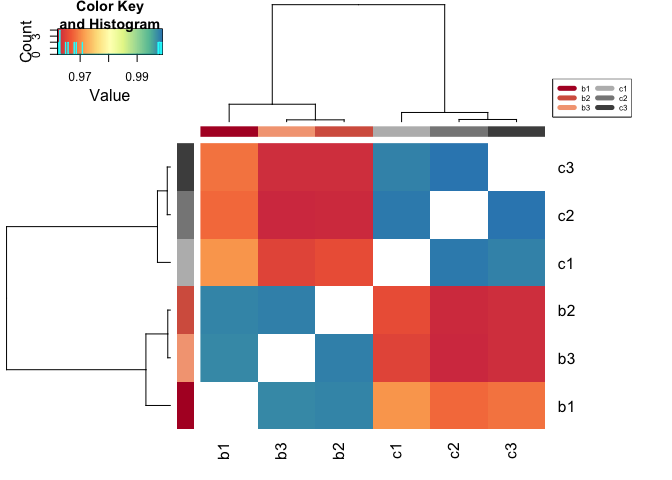 Color Key
and Histogram
Count
0 3
0.97 0.99
Value
b1 c1
b2 c2
b3 c3
c3
c2
c1
b2
b3
b1
b1 b3 b2 c1 c2 c3